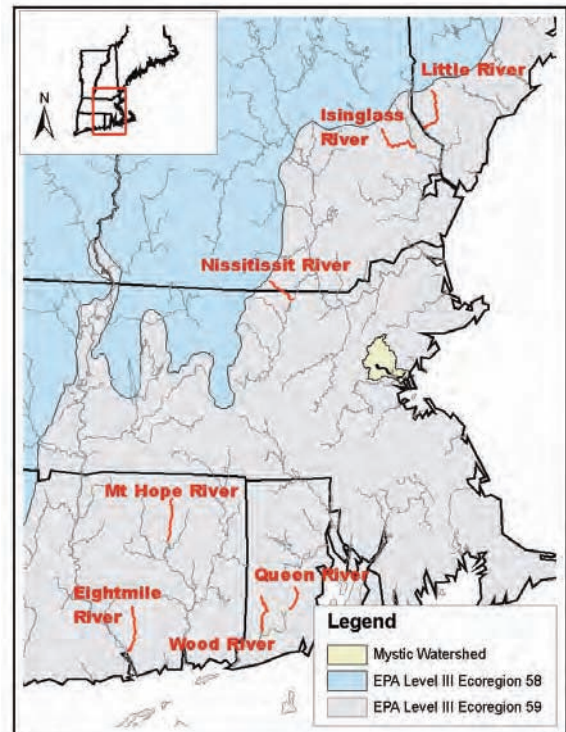 N
Little River
Isinglass
River
Nissitissit River
Mt Hope River
Queen River
Eightmile
River
Wood River
Legend
Mystic Watershed
EPA Level III Ecoregion 58
EPA Level III Ecoregion 59